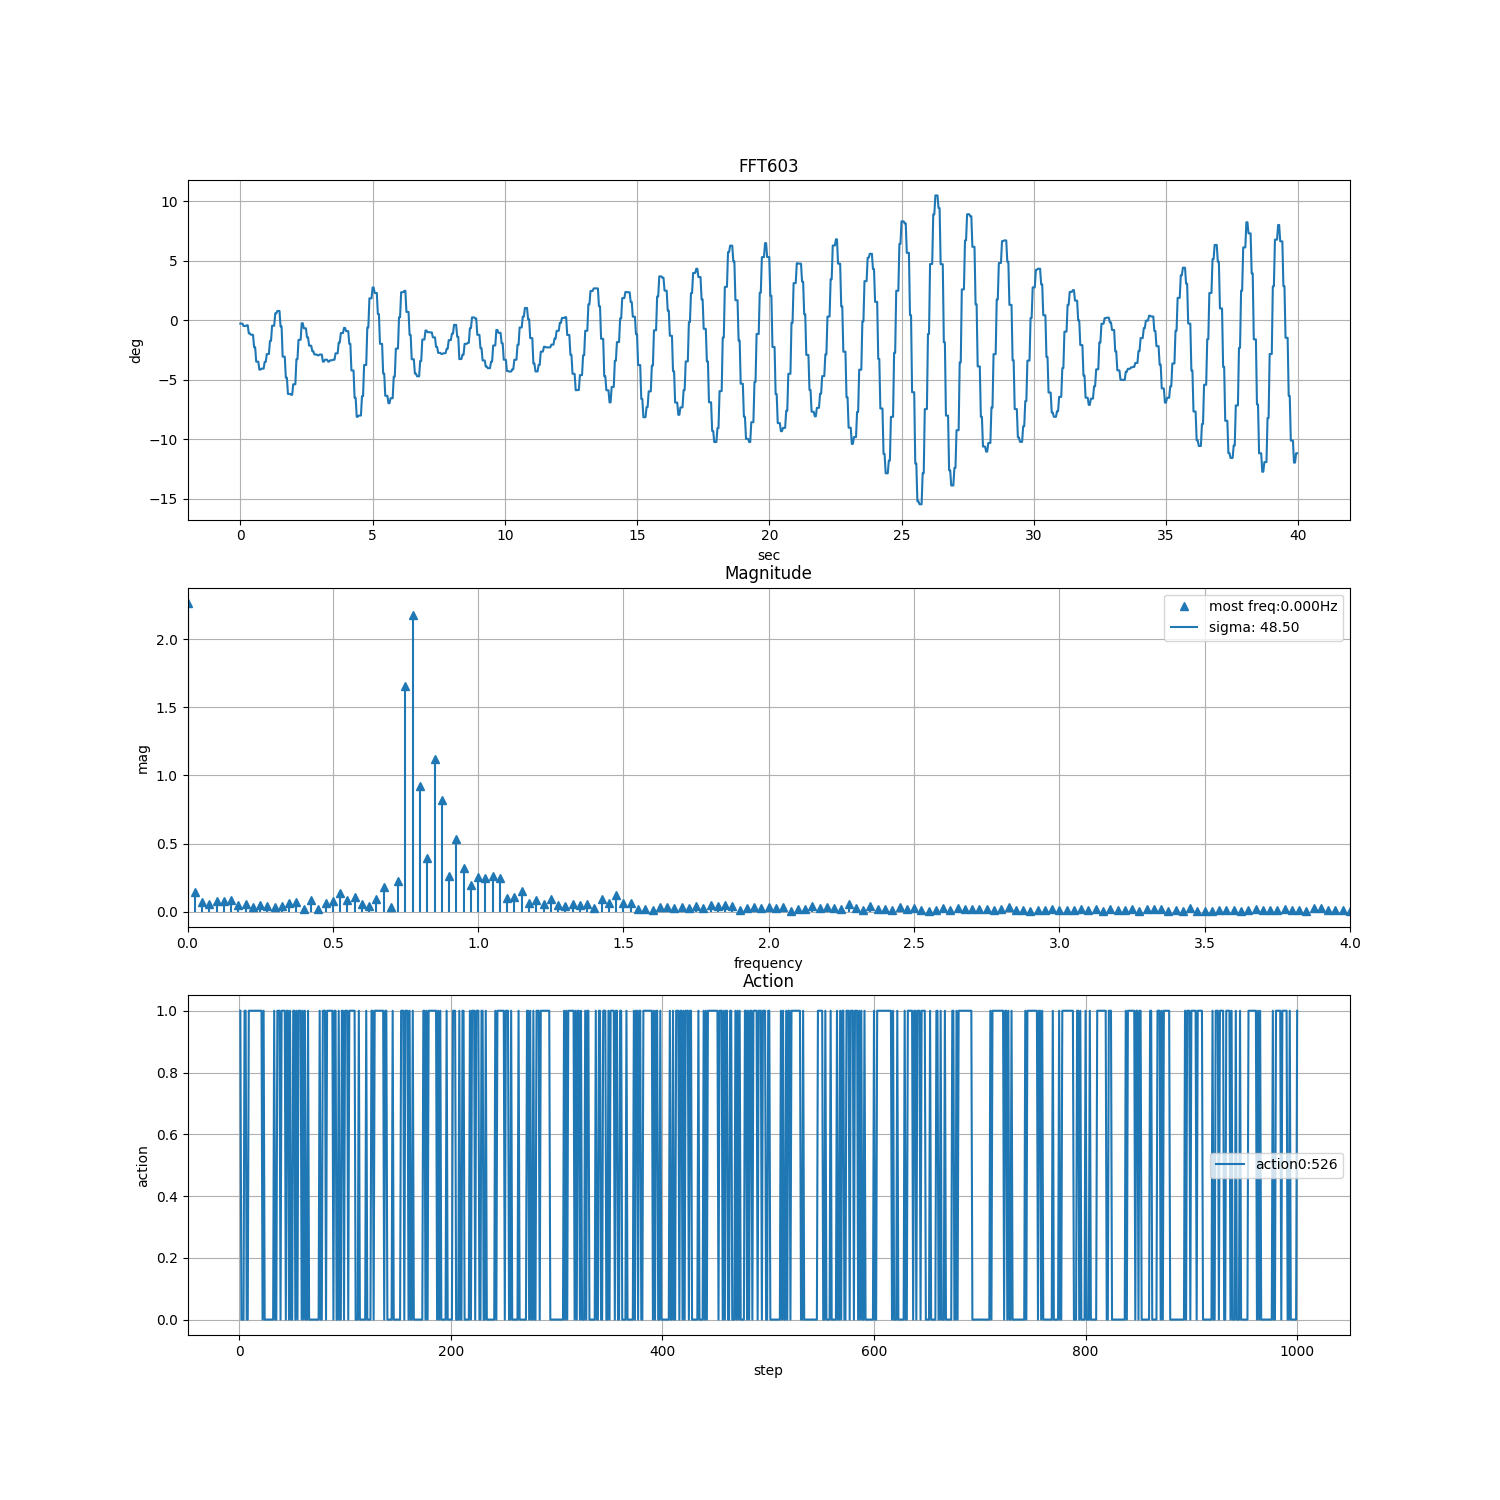 FFT603
10
5
0
−5
−10
−15
deg
0 5 10 15 20 25 30 35 40
sec
Magnitude
most freq:0.000Hz
sigma: 48.50
2.0
1.5
1.0
0.5
0.0
mag
0.0 0.5 1.0 1.5 2.0 2.5 3.0 3.5 4.0
frequency
Action
1.0
0.8
0.6
0.4
0.2
0.0
action
action0:526
0 200 400 600 800 1000
step